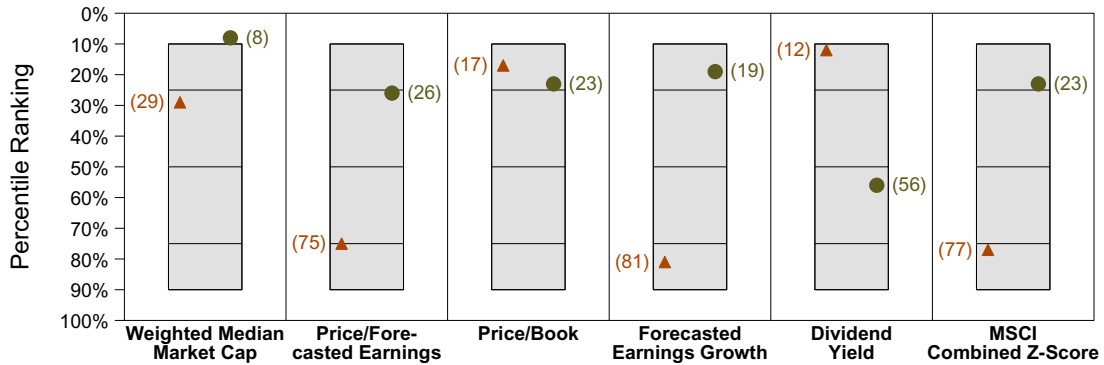 Percentile Ranking
0%
10%
20%
30%
40%
50%
60%
70%
80%
90%
100%
(29)
(8)
(75)
(26)
(17)
(23)
(81)
(19)
(12)
(56)
(77)
(23)
Weighted Median
Market Cap
Price/Fore-
casted Earnings
Price/Book
Forecasted
Earnings Growth
Dividend
Yield
MSCI
Combined Z-Score